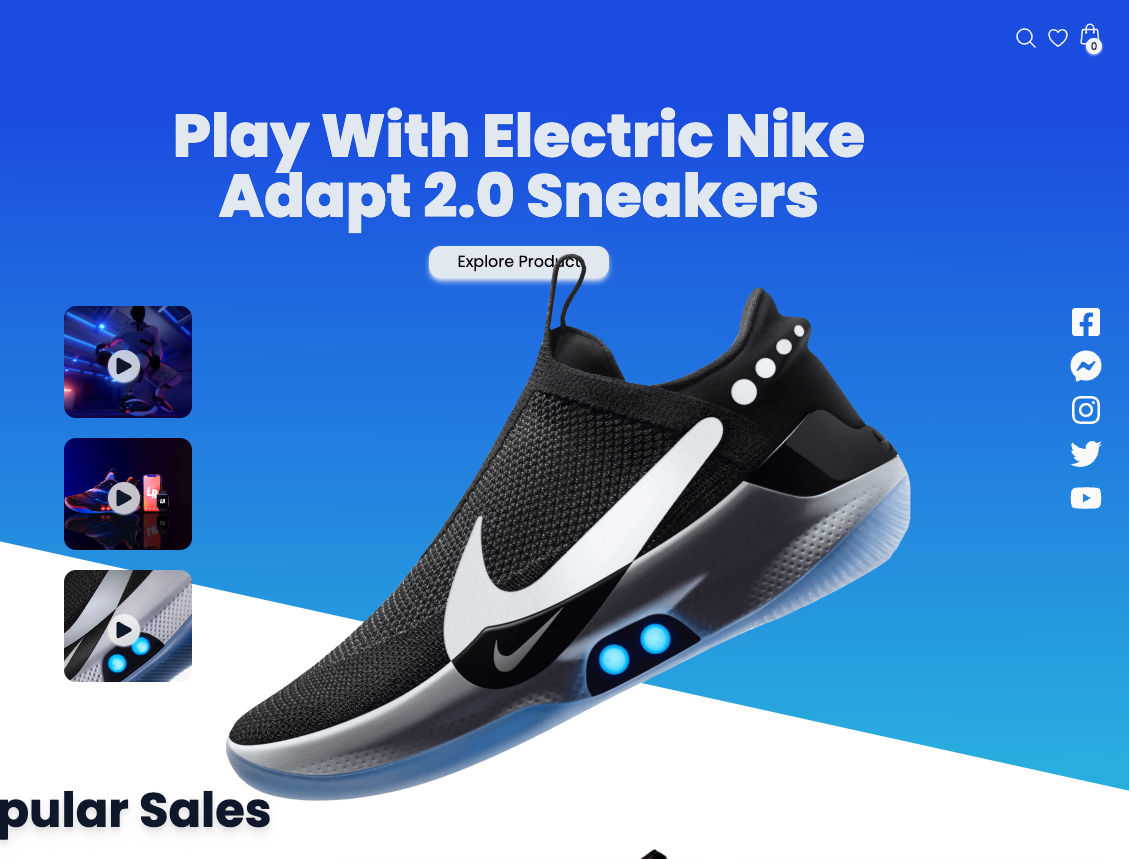 0
Play With Electric Nike
Adapt 2.0 Sneakers
Explore Product
pular Sales